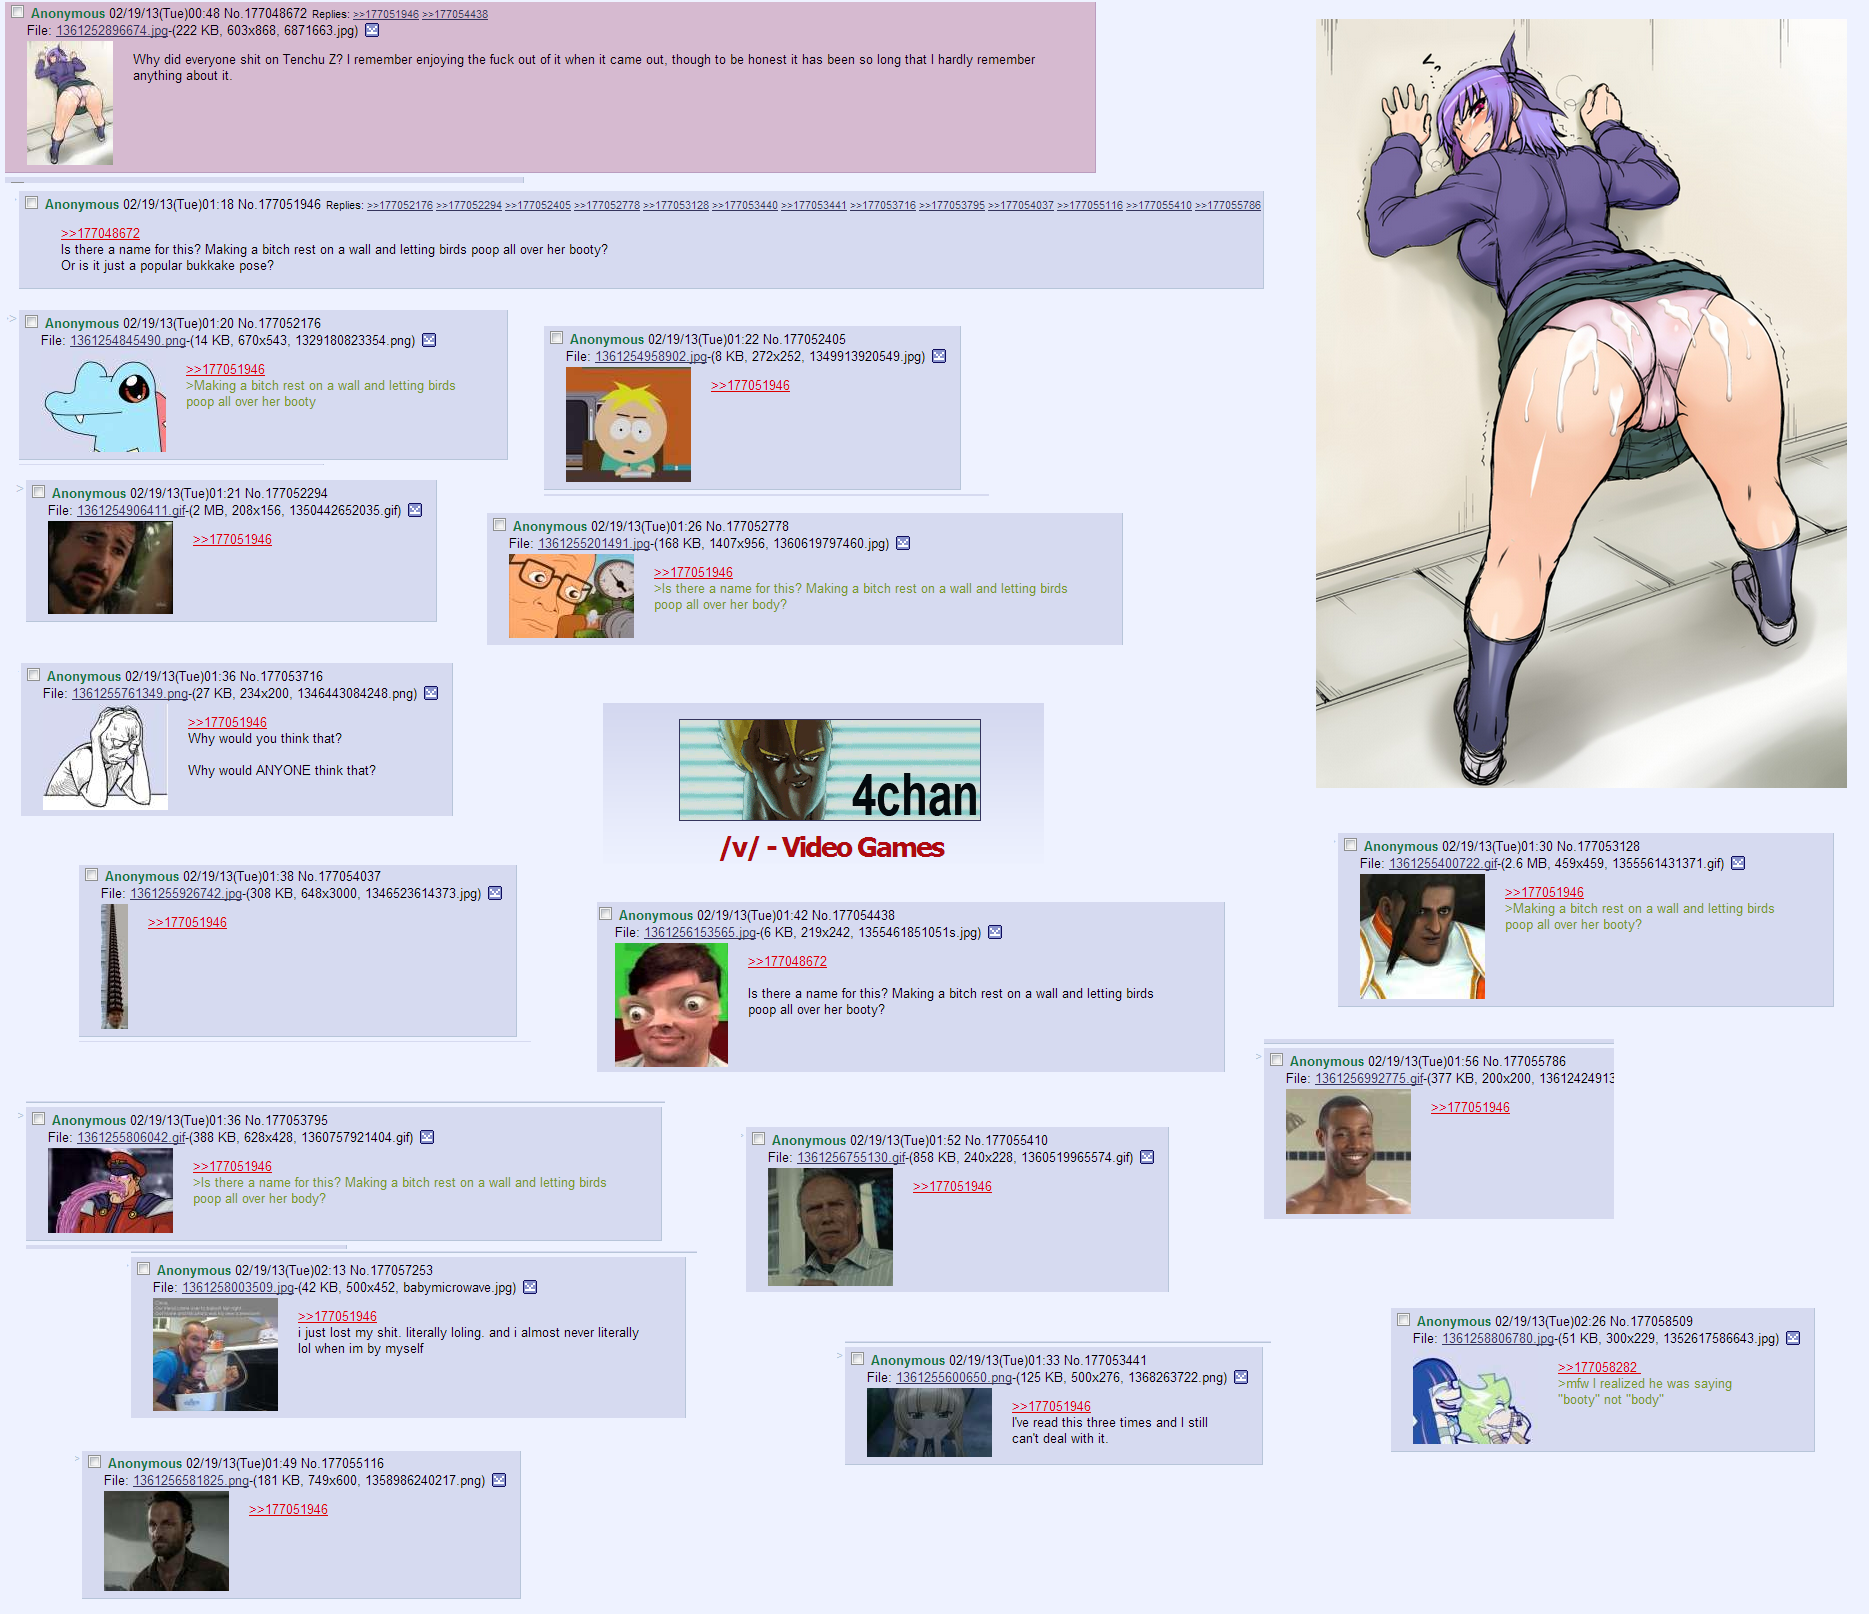 Anonymous 02/19/13(Tue)00:48 No.177048672 Replies: >>177051946 >>177054438
File: 1361252896674.jpg-(222 KB, 603x868, 6871663.jpg)
Why did everyone shit on Tenchu Z? I remember enjoying the fuck out of it when it came out, though to be honest it has been so long that I hardly remember
anything about it.
Anonymous 02/19/13(Tue)01:18 No.177051946 Replies: >>177052176 >>177052294 >>177052405 >>177052778 >>177053128 >>177053440 >>177053441 >>177053716 >>177053795 >>177054037 >>177055116 >>177055410 >>177055786
>>177048672
Is there a name for this? Making a bitch rest on a wall and letting birds poop all over her booty?
Or is it just a popular bukkake pose?
Anonymous 02/19/13(Tue)01:20 No.177052176
File: 1361254845490.png-(14 KB, 670x543, 1329180823354.png)
>>177051946
>Making a bitch rest on a wall and letting birds
poop all over her booty
Anonymous 02/19/13(Tue)01:22 No.177052405
File: 1361254958902.jpg-(8 KB, 272x252, 1349913920549.jpg)
>>177051946
Anonymous 02/19/13(Tue)01:21 No.177052294
File: 1361254906411.gif-(2 MB, 208x156, 1350442652035.gif)
>>177051946
Anonymous 02/19/13(Tue)01:26 No.177052778
File: 1361255201491.jpg-(168 KB, 1407x956, 1360619797460.jpg)
>>177051946
>Is there a name for this? Making a bitch rest on a wall and letting birds
poop all over her body?
Anonymous 02/19/13(Tue)01:36 No.177053716
File: 1361255761349.png-(27 KB, 234x200, 1346443084248.png)
>>177051946
Why would you think that?
Why would ANYONE think that?
4chan
/v/ - Video Games
Anonymous 02/19/13(Tue)01:30 No.177053128
File: 1361255400722.gif-(2.6 MB, 459x459, 1355561431371.gif)
>>177051946
>Making a bitch rest on a wall and letting birds
poop all over her booty?
Anonymous 02/19/13(Tue)01:38 No.177054037
File: 1361255926742.jpg-(308 KB, 648x3000, 1346523614373.jpg)
>>177051946
Anonymous 02/19/13(Tue)01:42 No.177054438
File: 1361256153565.jpg-(6 KB, 219x242, 1355461851051s.jpg)
>>177048672
Is there a name for this? Making a bitch rest on a wall and letting birds
poop all over her booty?
Anonymous 02/19/13(Tue)01:56 No.177055786
File: 1361256992775.gif-(377 KB, 200x200, 13612424913
>>177051946
Anonymous 02/19/13(Tue)01:36 No.177053795
File: 1361255806042.gif-(388 KB, 628x428, 1360757921404.gif)
>>177051946
>Is there a name for this? Making a bitch rest on a wall and letting birds
poop all over her body?
Anonymous 02/19/13(Tue)01:52 No.177055410
File: 1361256755130.gif-(858 KB, 240x228, 1360519965574.gif)
>>177051946
Anonymous 02/19/13(Tue)02:13 No.177057253
File: 1361258003509.jpg-(42 KB, 500x452, babymicrowave.jpg)
>>177051946
i just lost my shit. literally loling. and i almost never literally
lol when im by myself
Anonymous 02/19/13(Tue)02:26 No.177058509
File: 1361258806780.jpg-(51 KB, 300x229, 1352617586643.jpg)
>>177058282
>mfw I realized he was saying
"booty" not "body"
Anonymous 02/19/13(Tue)01:33 No.177053441
File: 1361255600650.png-(125 KB, 500x276, 1368263722.png)
>>177051946
I've read this three times and I still
can't deal with it.
Anonymous 02/19/13(Tue)01:49 No.177055116
File: 1361256581825.png-(181 KB, 749x600, 1358986240217.png)
>>177051946